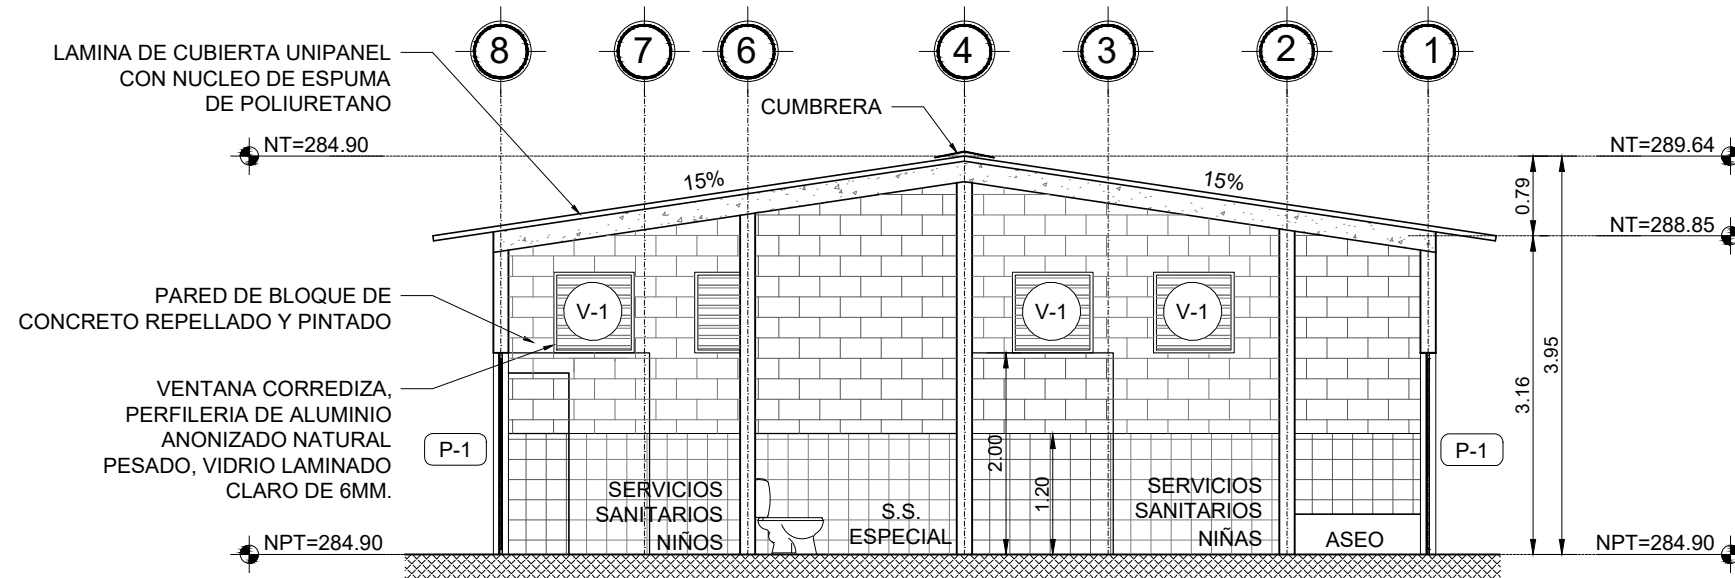 8
7
6
4
3
2
1
LAMINA DE CUBIERTA UNIPANEL
CON NUCLEO DE ESPUMA
DE POLIURETANO
CUMBRERA
NT=284.90
NT=289.64
15%
15%
0.79
NT=288.85
PARED DE BLOQUE DE
CONCRETO REPELLADO Y PINTADO
V-1
V-1
V-1
3.95
3.16
VENTANA CORREDIZA,
PERFILERIA DE ALUMINIO
ANONIZADO NATURAL
PESADO, VIDRIO LAMINADO
CLARO DE 6MM.
P-1
P-1
2.00
1.20
SERVICIOS
SANITARIOS
NIÑOS
S.S.
ESPECIAL
SERVICIOS
SANITARIOS
NIÑAS
ASEO
NPT=284.90
NPT=284.90